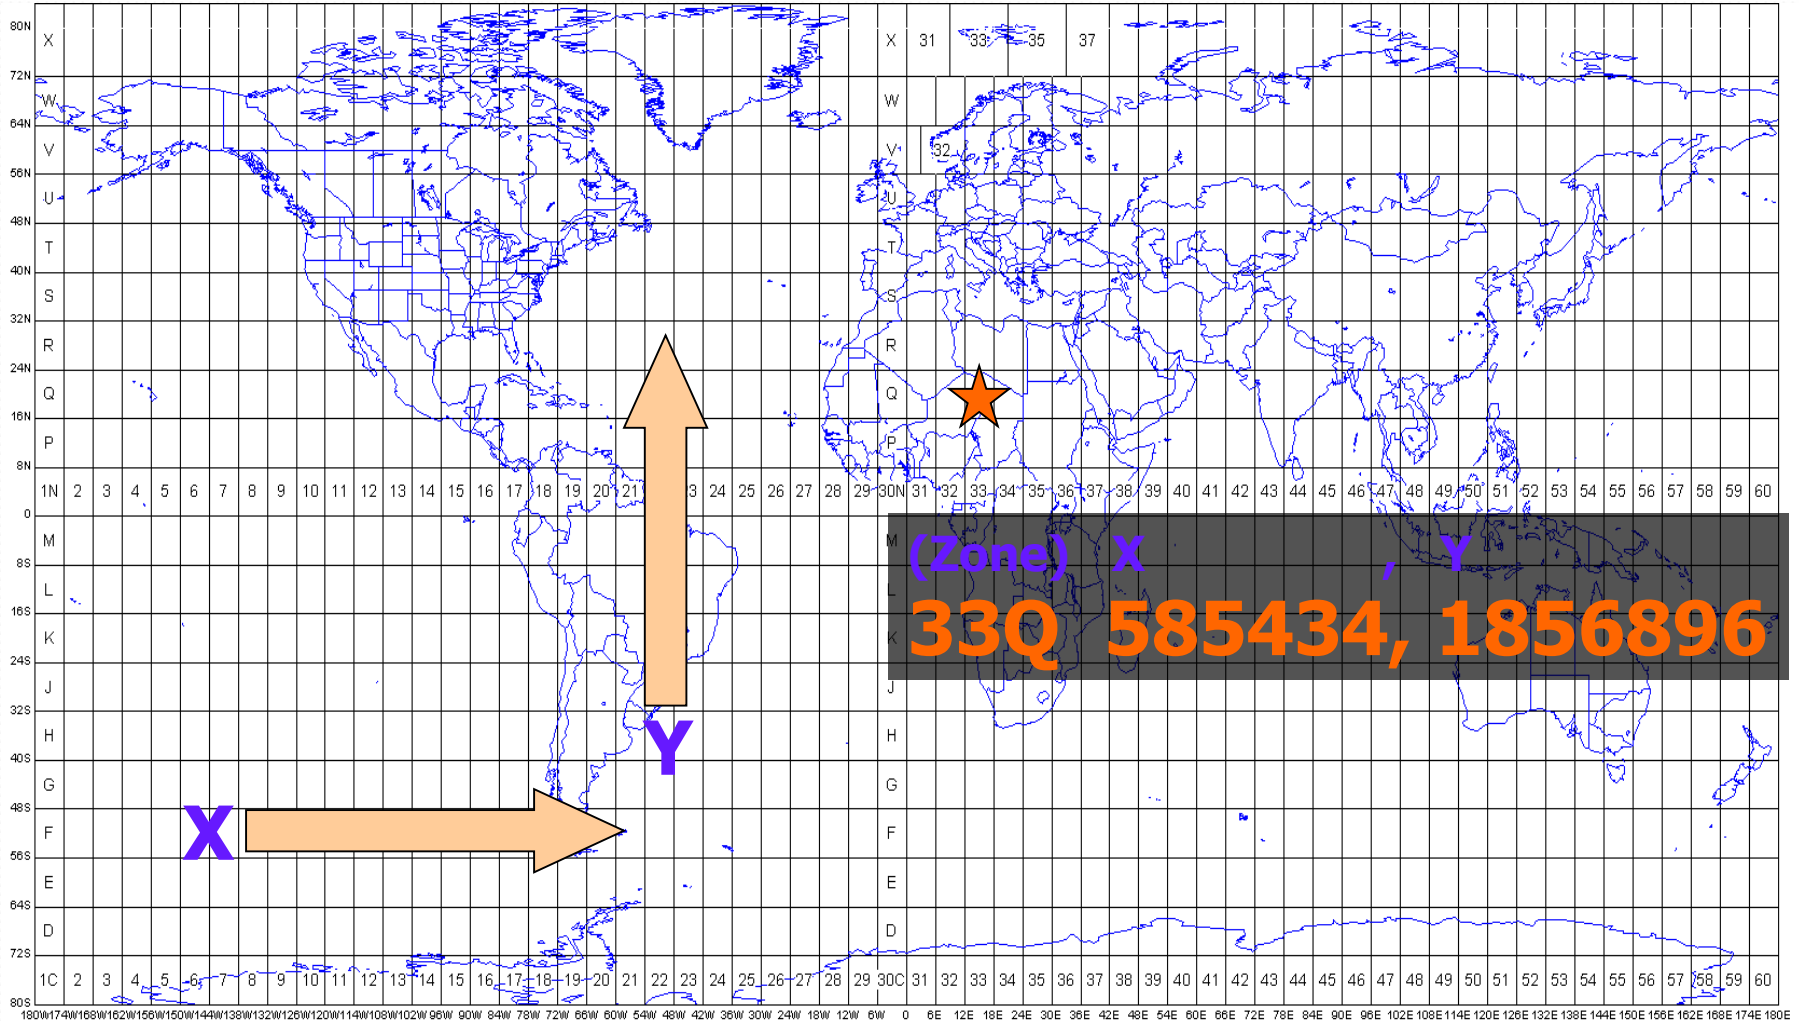 80N X X 31 33 35 37
72N
W W
64N
V V 32
56N
U U
48N
T T
40N
S S
32N
R R
24N
Q Q
16N
P P
8N
1N 2 3 4 5 6 7 8 9 10 11 12 13 14 15 16 17 18 19 20 21 3 24 25 26 27 28 29 30N 31 32 33 34 35 36 37 38 39 40 41 42 43 44 45 46 47 48 49 50 51 52 53 54 55 56 57 58 59 60
0
M M
(Zone) X , Y
8S
L L
16S
33Q 585434, 1856896
K K
24S
J J
32S
H H
Y
40S
G G
48S
X
F F
56S
E E
64S
D D
72S
1C 2 3 4 5 6 7 8 9 10 11 12 13 14 15 16 17 18 19 20 21 22 23 24 25 26 27 28 29 30C 31 32 33 34 35 36 37 38 39 40 41 42 43 44 45 46 47 48 49 50 51 52 53 54 55 56 57 58 59 60
80S
180W 174W 168W 162W 156W 150W 144W 138W 132W 126W 120W 114W 108W 102W 96W 90W 84W 78W 72W 66W 60W 54W 48W 42W 36W 30W 24W 18W 12W 6W 0 6E 12E 18E 24E 30E 36E 42E 48E 54E 60E 66E 72E 78E 84E 90E 96E 102E 108E 114E 120E 126E 132E 138E 144E 150E 156E 162E 168E 174E 180E